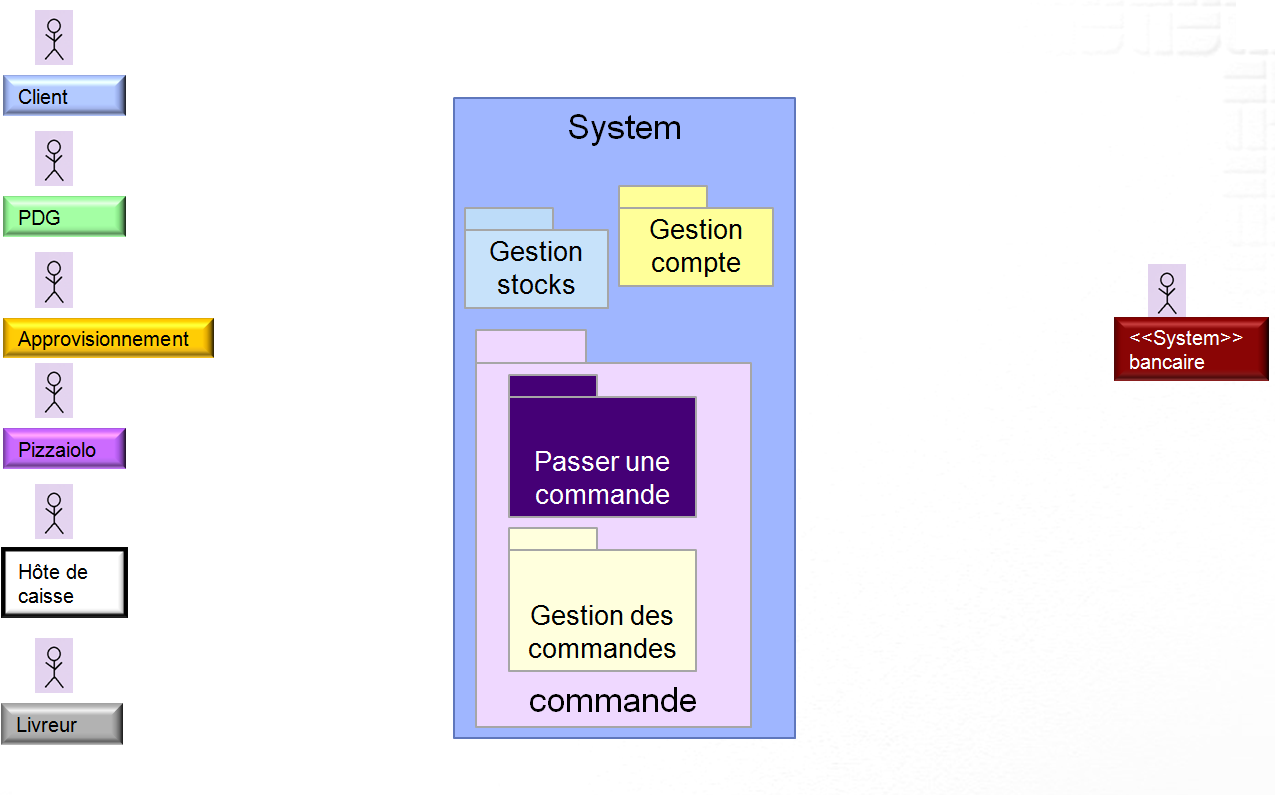 Client
PDG
Approvisionnement
Pizzaiolo
Hôte de
caisse
Livreur
System
Gestion
stocks
Gestion
compte
Passer une
commande
Gestion des
commandes
commande
<<System>>
bancaire